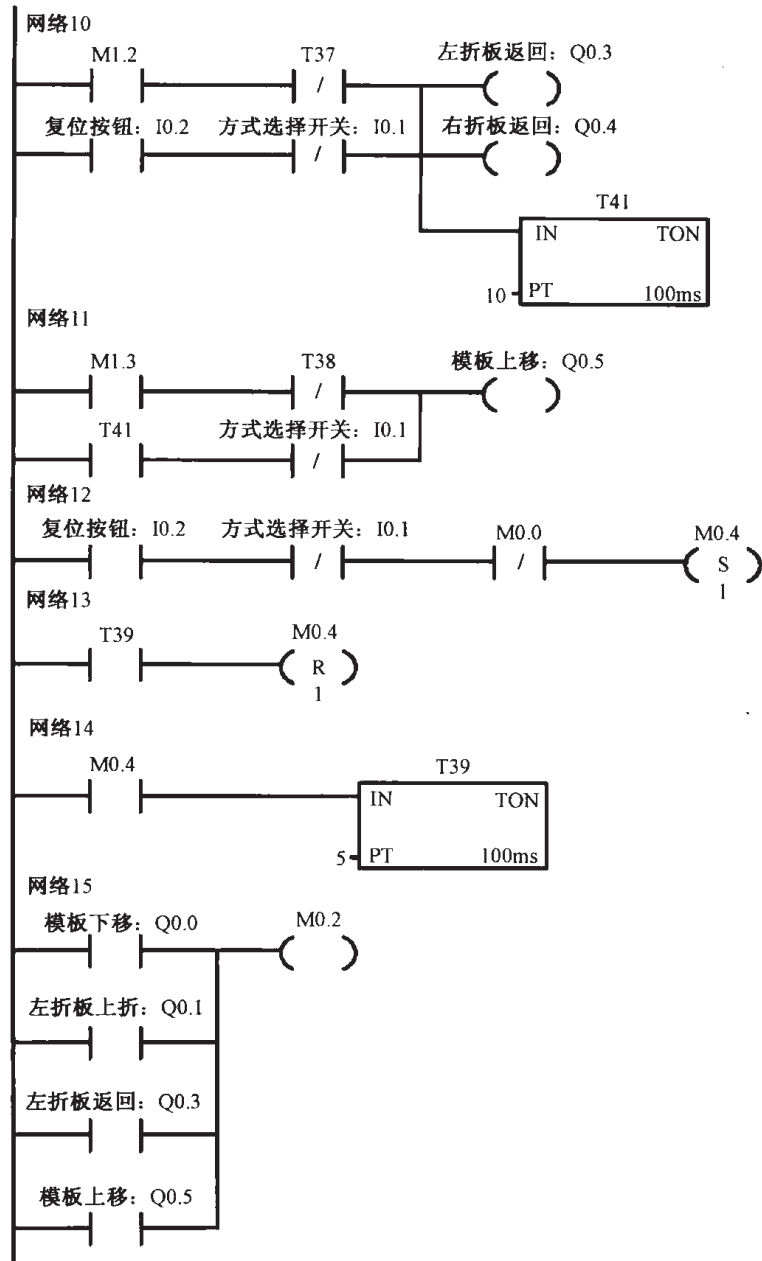 网络10
M1.2 T37 左折板返回：Q0.3
/
复位按钮：I0.2 方式选择开关：I0.1 右折板返回：Q0.4
/
T41
IN TON
10 PT 100ms
网络11
M1.3 T38 模板上移：Q0.5
/
T41 方式选择开关：I0.1
/
网络12
复位按钮：I0.2 方式选择开关：I0.1 M0.0 M0.4
/ / S
1
网络13
T39 M0.4
R
1
网络14
M0.4 T39
IN TON
5 PT 100ms
网络15
模板下移：Q0.0 M0.2
左折板上折：Q0.1
左折板返回：Q0.3
模板上移：Q0.5